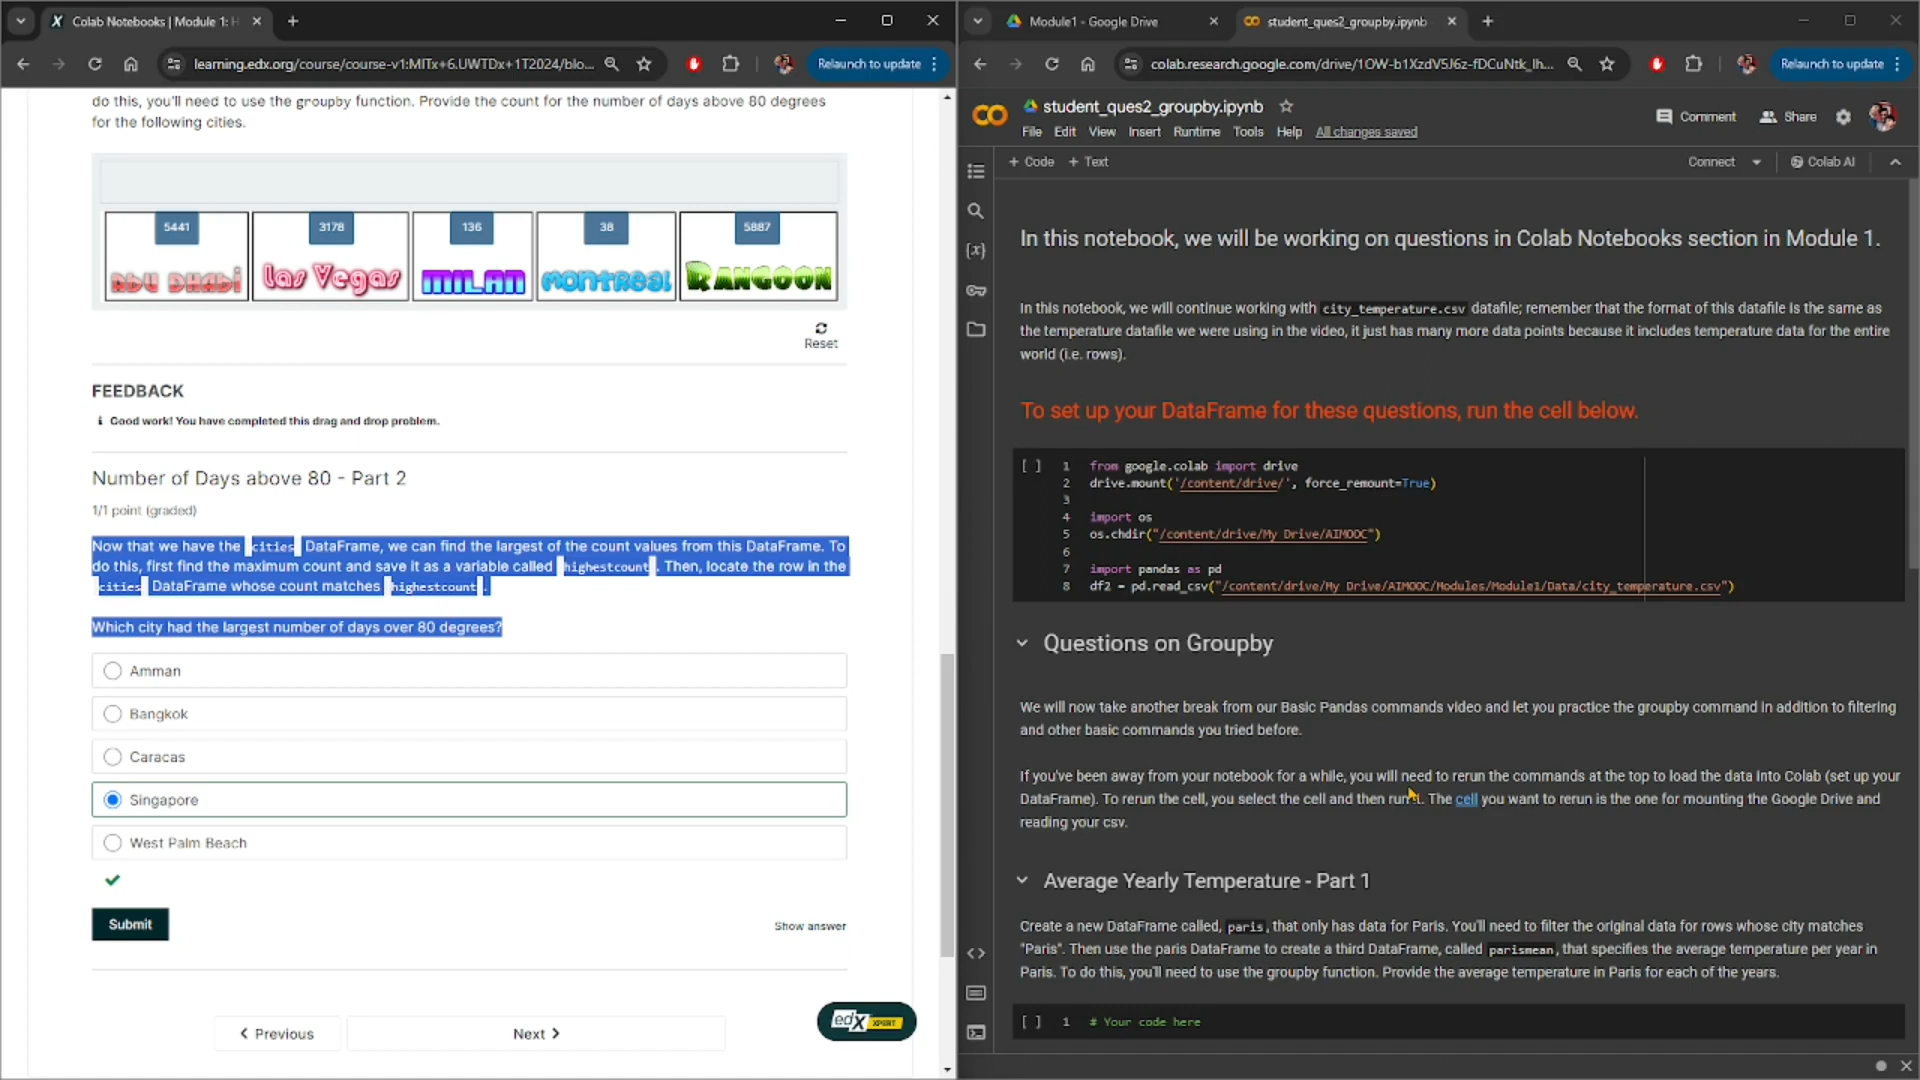 Colab Notebooks | Module 1: H
learning.edx.org/course/course-v1:MITx+6.UWTDx+1T2024/blo...
Relaunch to update
do this, you'll need to use the groupby function. Provide the count for the number of days above 80 degrees
for the following cities.
5441 3178 136 38 5887
Abu Dhabi Las Vegas MILAN montreal RANGOON
Reset
FEEDBACK
Good work! You have completed this drag and drop problem.
Number of Days above 80 - Part 2
1/1 point (graded)
Now that we have the cities DataFrame, we can find the largest of the count values from this DataFrame. To
do this, first find the maximum count and save it as a variable called highestcount . Then, locate the row in the
cities DataFrame whose count matches highestcount .
Which city had the largest number of days over 80 degrees?
Amman
Bangkok
Caracas
Singapore
West Palm Beach
Submit
Show answer
Previous
Next
edX XPERT
Module1 - Google Drive
student_ques2_groupby.ipynb
colab.research.google.com/drive/1OW-b1XzdV5J6z-fDCuNtk_lh...
Relaunch to update
student_ques2_groupby.ipynb
File Edit View Insert Runtime Tools Help All changes saved
Comment Share
+ Code + Text
Connect Colab AI
In this notebook, we will be working on questions in Colab Notebooks section in Module 1.
In this notebook, we will continue working with city_temperature.csv datafile; remember that the format of this datafile is the same as
the temperature datafile we were using in the video, it just has many more data points because it includes temperature data for the entire
world (i.e. rows).
To set up your DataFrame for these questions, run the cell below.
[ ] 1 from google.colab import drive
2 drive.mount('/content/drive/', force_remount=True)
3
4 import os
5 os.chdir("/content/drive/My Drive/AIMOOC")
6
7 import pandas as pd
8 df2 = pd.read_csv("/content/drive/My Drive/AIMOOC/Modules/Module1/Data/city_temperature.csv")
Questions on Groupby
We will now take another break from our Basic Pandas commands video and let you practice the groupby command in addition to filtering
and other basic commands you tried before.
If you've been away from your notebook for a while, you will need to rerun the commands at the top to load the data into Colab (set up your
DataFrame). To rerun the cell, you select the cell and then run it. The cell you want to rerun is the one for mounting the Google Drive and
reading your csv.
Average Yearly Temperature - Part 1
Create a new DataFrame called, paris, that only has data for Paris. You'll need to filter the original data for rows whose city matches
"Paris". Then use the paris DataFrame to create a third DataFrame, called parismean, that specifies the average temperature per year in
Paris. To do this, you'll need to use the groupby function. Provide the average temperature in Paris for each of the years.
[ ] 1 # Your code here